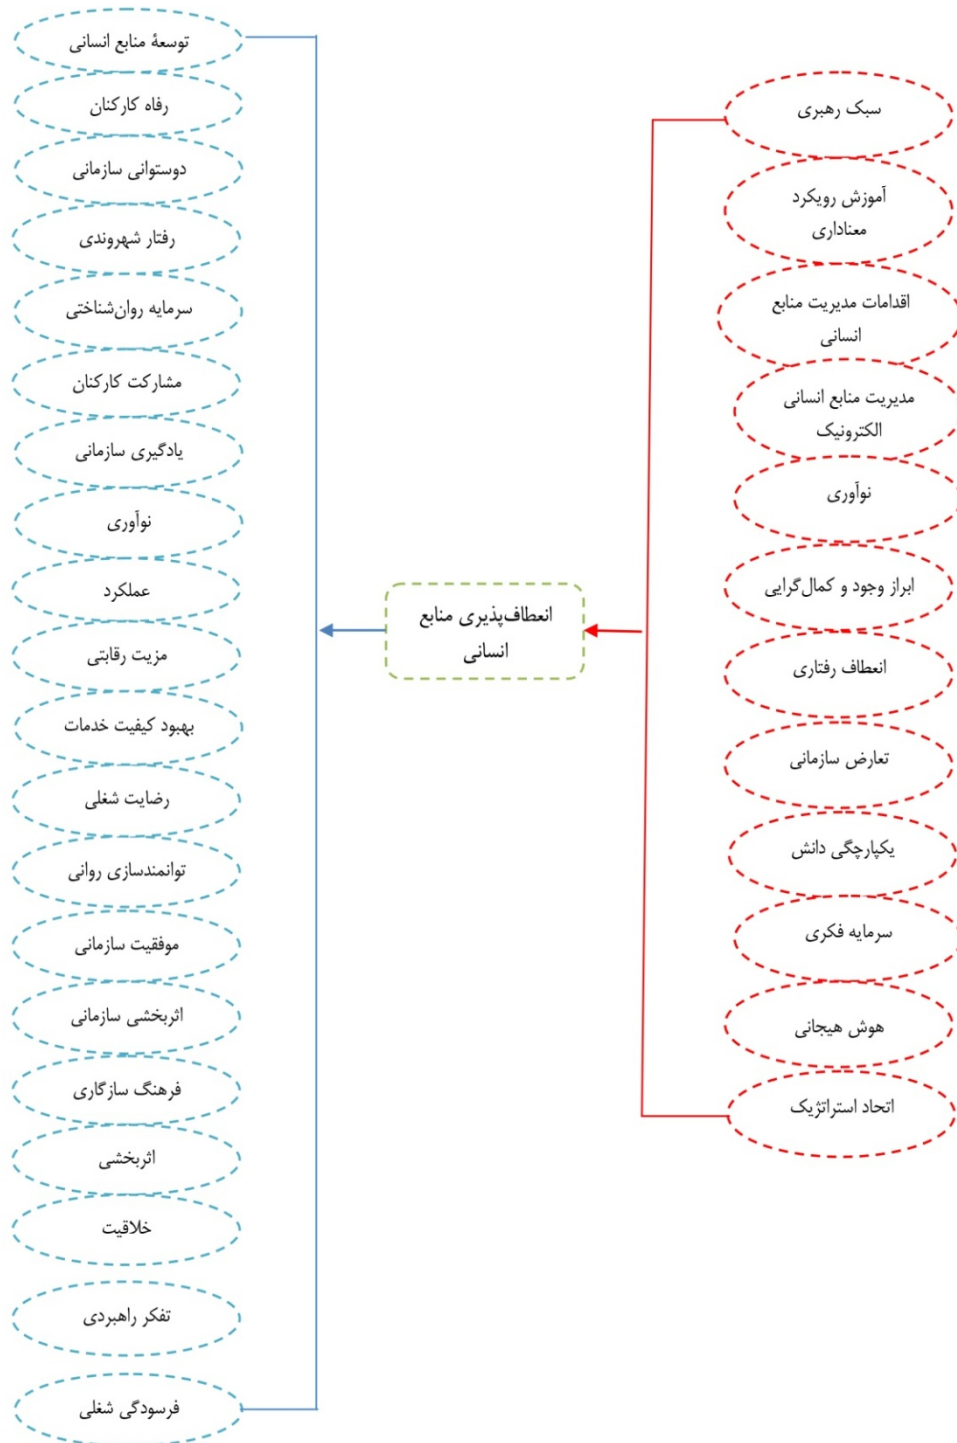 سبک رهبری
آموزش رویکرد
معناداری
اقدامات مدیریت منابع
انسانی
مدیریت منابع انسانی
الکترونیک
نوآوری
ابراز وجود و کمال‌گرایی
انعطاف رفتاری
تعارض سازمانی
یکپارچگی دانش
سرمایه فکری
هوش هیجانی
اتحاد استراتژیک
انعطاف‌پذیری منابع
انسانی
توسعهٔ منابع انسانی
رفاه کارکنان
دوستوانی سازمانی
رفتار شهروندی
سرمایه روان‌شناختی
مشارکت کارکنان
یادگیری سازمانی
نوآوری
عملکرد
مزیت رقابتی
بهبود کیفیت خدمات
رضایت شغلی
توانمندسازی روانی
موفقیت سازمانی
اثربخشی سازمانی
فرهنگ سازگاری
اثربخشی
خلاقیت
تفکر راهبردی
فرسودگی شغلی